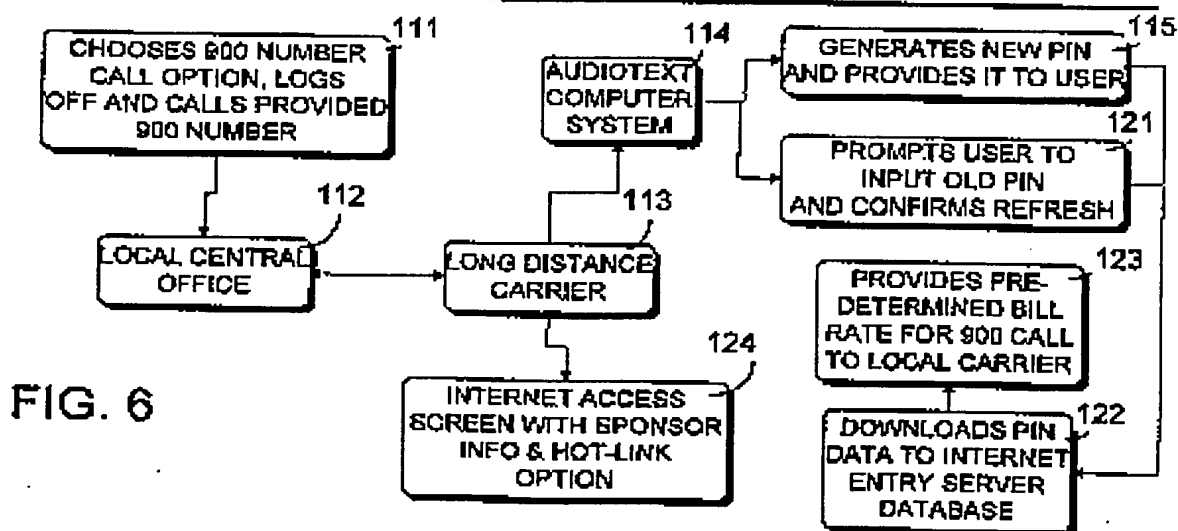 111
CHOOSES 900 NUMBER
CALL OPTION, LOGS
OFF AND CALLS PROVIDED
900 NUMBER
112
LOCAL CENTRAL
OFFICE
113
LONG DISTANCE
CARRIER
114
AUDIOTEXT
COMPUTER
SYSTEM
115
GENERATES NEW PIN
AND PROVIDES IT TO USER
121
PROMPTS USER TO
INPUT OLD PIN
AND CONFIRMS REFRESH
123
PROVIDES PRE-
DETERMINED BILL
RATE FOR 900 CALL
TO LOCAL CARRIER
122
DOWNLOADS PIN
DATA TO INTERNET
ENTRY SERVER
DATABASE
124
INTERNET ACCESS
SCREEN WITH SPONSOR
INFO & HOT-LINK
OPTION
FIG. 6